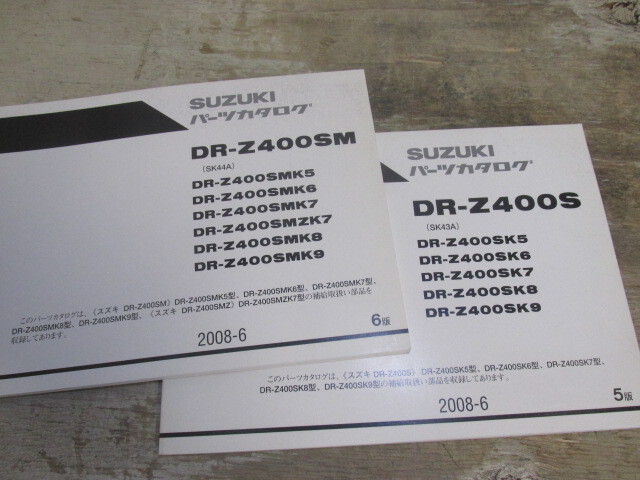 SUZUKI
パーツカタログ
DR-Z400SM
(SK44A)
DR-Z400SMK5
DR-Z400SMK6
DR-Z400SMK7
DR-Z400SMZK7
DR-Z400SMK8
DR-Z400SMK9
このパーツカタログは、《スズキ DR-Z400SM》DR-Z400SMK5型、DR-Z400SMK6型、DR-Z400SMK7型、
DR-Z400SMK8型、DR-Z400SMK9型、《スズキ DR-Z400SMZ》DR-Z400SMZK7型の補給取扱い部品を
収録してあります。
2008-6
6版
SUZUKI
パーツカタログ
DR-Z400S
(SK43A)
DR-Z400SK5
DR-Z400SK6
DR-Z400SK7
DR-Z400SK8
DR-Z400SK9
このパーツカタログは、《スズキ DR-Z400S》DR-Z400SK5型、DR-Z400SK6型、DR-Z400SK7型、
DR-Z400SK8型、DR-Z400SK9型の補給取扱い部品を収録してあります。
2008-6
5版